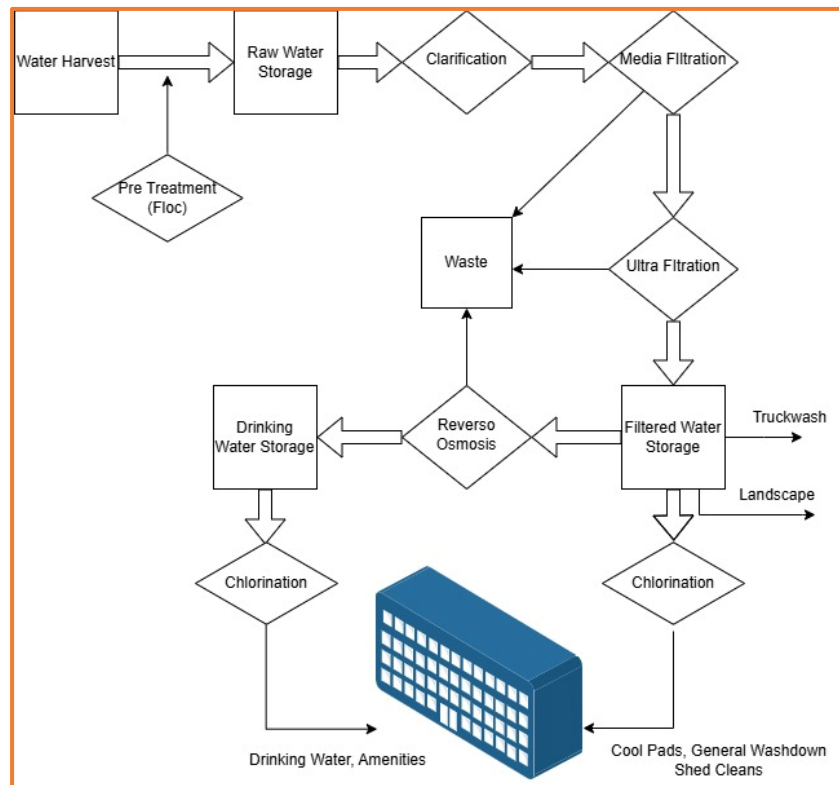 Water Harvest
Raw Water
Storage
Clarification
Media FIltration
Pre Treatment
(Floc)
Waste
Ultra Fltration
Drinking
Water Storage
Reverso
Osmosis
Filtered Water
Storage
Truckwash
Landscape
Chlorination
Chlorination
Drinking Water, Amenities
Cool Pads, General Washdown
Shed Cleans